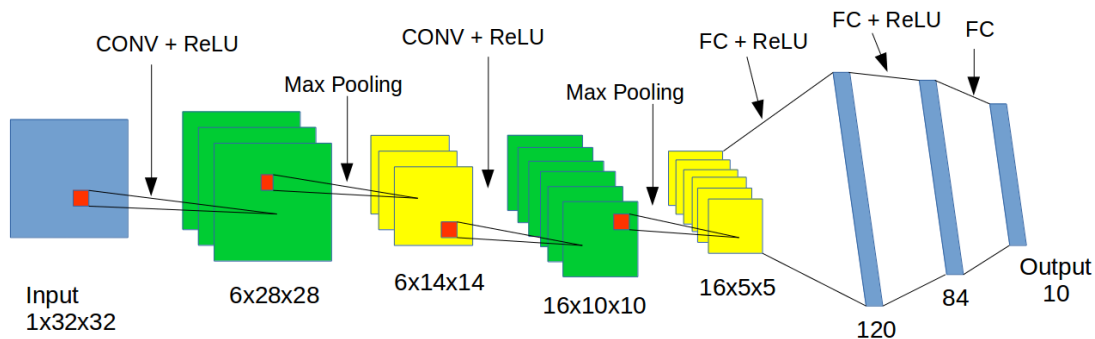 CONV + ReLU
Max Pooling
CONV + ReLU
Max Pooling
FC + ReLU
FC + ReLU
FC
Input
1x32x32
6x28x28
6x14x14
16x10x10
16x5x5
120
84
Output
10